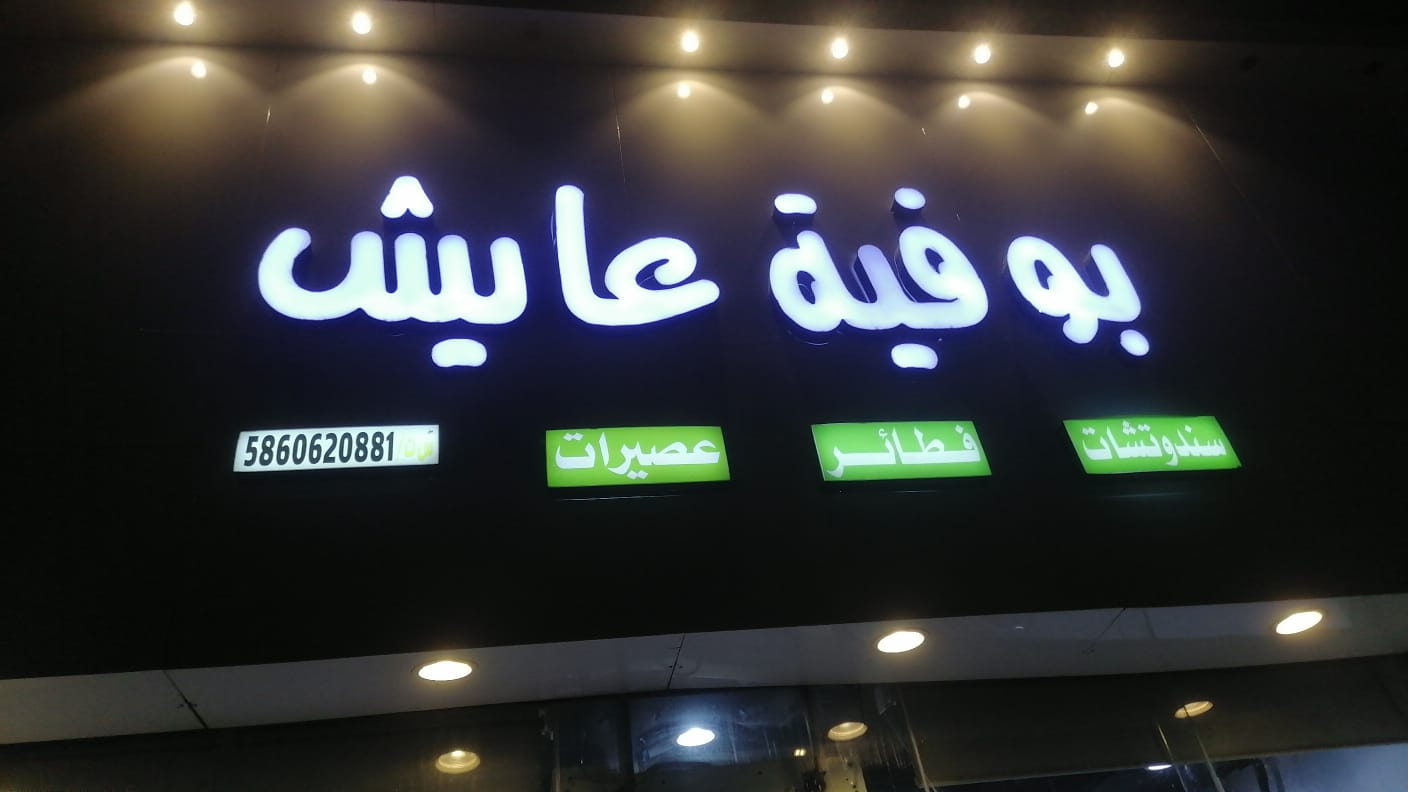 بوفية عايش
سندوتشات فطائر عصيرات س.ت/5860620881